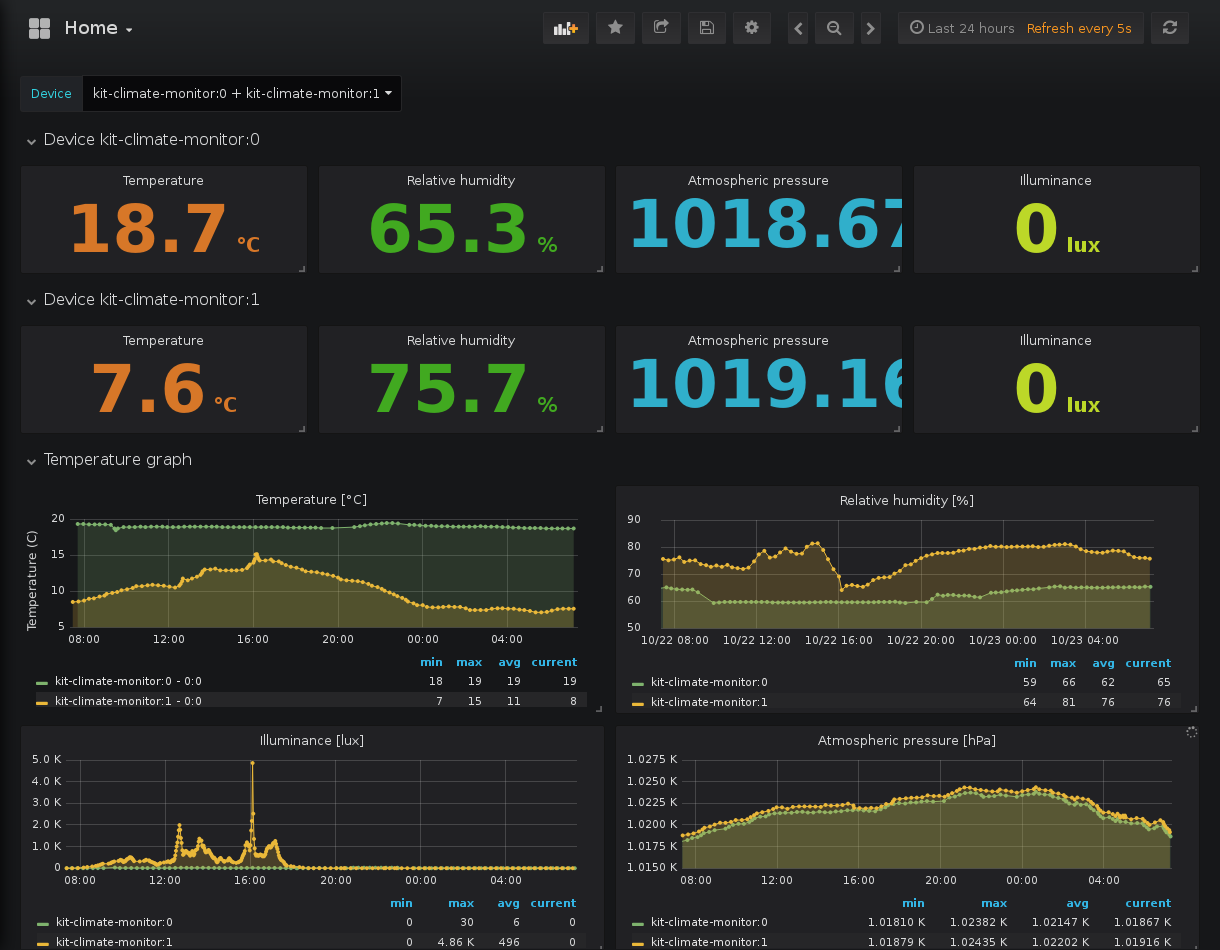 Home
Last 24 hours Refresh every 5s
Device kit-climate-monitor:0 + kit-climate-monitor:1
Device kit-climate-monitor:0
Temperature Relative humidity Atmospheric pressure Illuminance
18.7 °C 65.3 % 1018.67 0 lux
Device kit-climate-monitor:1
Temperature Relative humidity Atmospheric pressure Illuminance
7.6 °C 75.7 % 1019.16 0 lux
Temperature graph
Temperature [°C]
Temperature (C)
20
15
10
5
08:00 12:00 16:00 20:00 00:00 04:00
min max avg current
kit-climate-monitor:0 - 0:0 18 19 19 19
kit-climate-monitor:1 - 0:0 7 15 11 8
Relative humidity [%]
90
80
70
60
50
10/22 08:00 10/22 12:00 10/22 16:00 10/22 20:00 10/23 00:00 10/23 04:00
min max avg current
kit-climate-monitor:0 59 66 62 65
kit-climate-monitor:1 64 81 76 76
Illuminance [lux]
5.0 K
4.0 K
3.0 K
2.0 K
1.0 K
0
08:00 12:00 16:00 20:00 00:00 04:00
min max avg current
kit-climate-monitor:0 0 30 6 0
kit-climate-monitor:1 0 4.86 K 496 0
Atmospheric pressure [hPa]
1.0275 K
1.0250 K
1.0225 K
1.0200 K
1.0175 K
1.0150 K
08:00 12:00 16:00 20:00 00:00 04:00
min max avg current
kit-climate-monitor:0 1.01810 K 1.02382 K 1.02147 K 1.01867 K
kit-climate-monitor:1 1.01879 K 1.02435 K 1.02202 K 1.01916 K